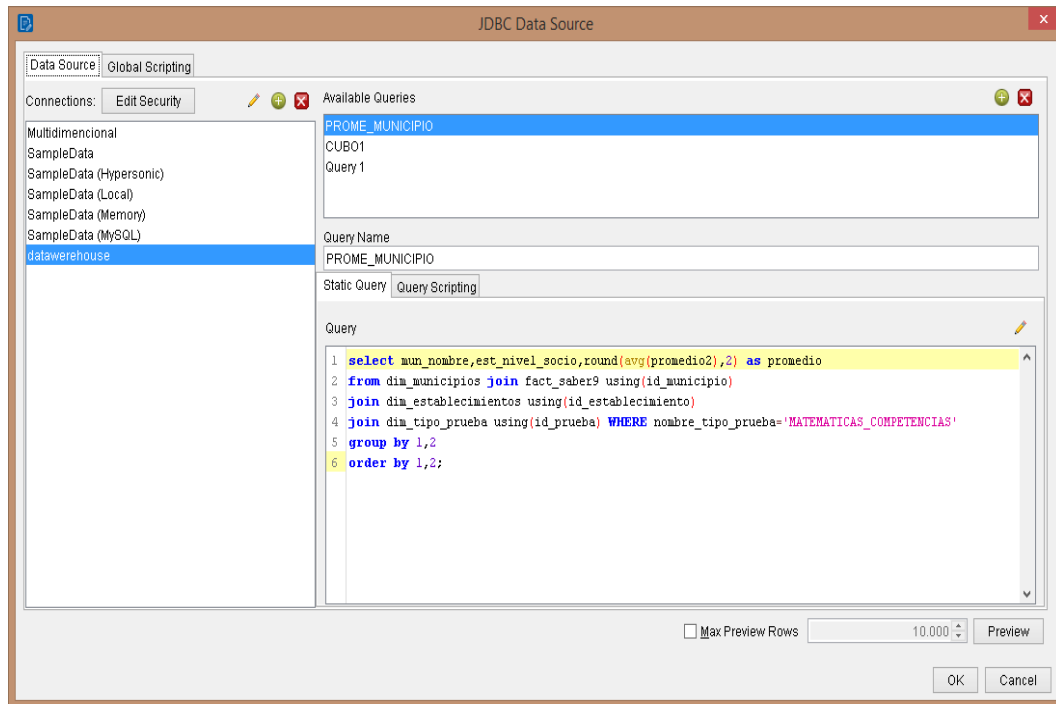 JDBC Data Source
x
Data Source Global Scripting
Connections: Edit Security
Multidimencional
SampleData
SampleData (Hypersonic)
SampleData (Local)
SampleData (Memory)
SampleData (MySQL)
datawerehouse
Available Queries
PROME_MUNICIPIO
CUBO1
Query 1
Query Name
PROME_MUNICIPIO
Static Query Query Scripting
Query
1 select mun_nombre,est_nivel_socio,round(avg(promedio2),2) as promedio
2 from dim_municipios join fact_saber9 using(id_municipio)
3 join dim_establecimientos using(id_establecimiento)
4 join dim_tipo_prueba using(id_prueba) WHERE nombre_tipo_prueba='MATEMATICAS_COMPETENCIAS'
5 group by 1,2
6 order by 1,2;
Max Preview Rows 10.000 Preview
OK Cancel